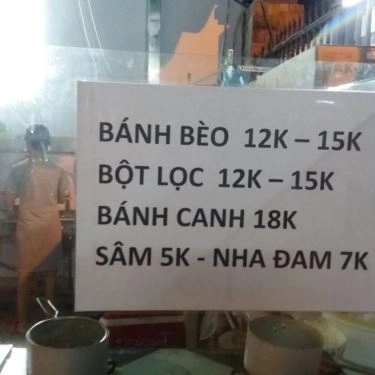 BÁNH BÈO 12K – 15K
BỘT LỌC 12K – 15K
BÁNH CANH 18K
SÂM 5K - NHA ĐAM 7K